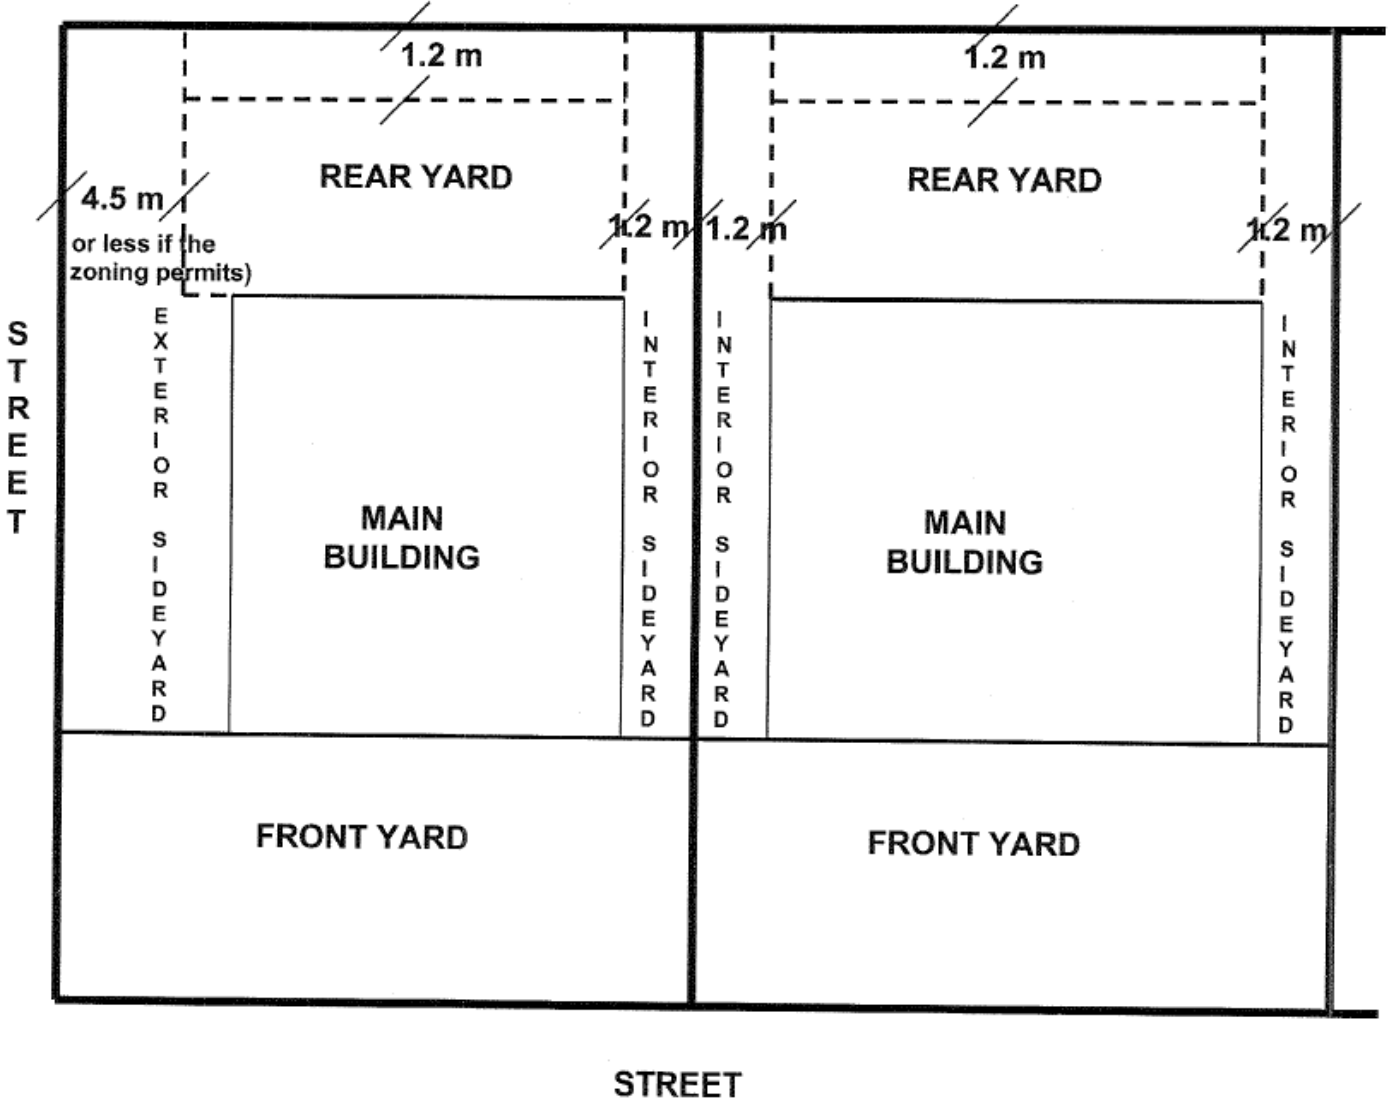 1.2 m
1.2 m
REAR YARD
REAR YARD
4.5 m
1.2 m
1.2 m
1.2 m
or less if the
zoning permits)
STREET
EXTERIOR SIDEYARD
INTERIOR SIDEYARD
INTERIOR SIDEYARD
INTERIOR SIDEYARD
MAIN
BUILDING
MAIN
BUILDING
FRONT YARD
FRONT YARD
STREET